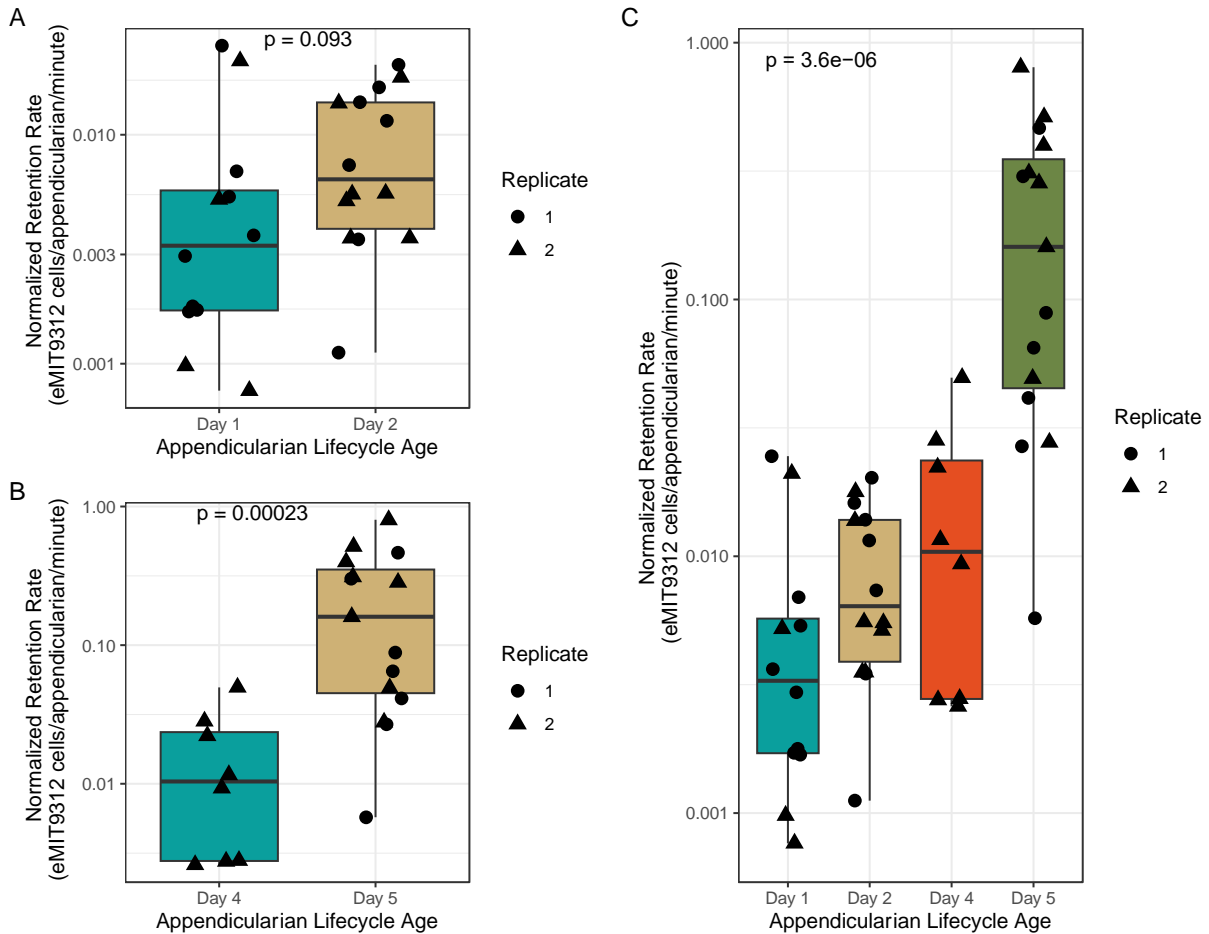 A
p = 0.093
Normalized Retention Rate
(eMIT9312 cells/appendicularian/minute)
0.010
0.003
0.001
Day 1
Day 2
Appendicularian Lifecycle Age
Replicate
1
2
B
p = 0.00023
Normalized Retention Rate
(eMIT9312 cells/appendicularian/minute)
1.00
0.10
0.01
Day 4
Day 5
Appendicularian Lifecycle Age
Replicate
1
2
C
p = 3.6e−06
Normalized Retention Rate
(eMIT9312 cells/appendicularian/minute)
1.000
0.100
0.010
0.001
Day 1
Day 2
Day 4
Day 5
Appendicularian Lifecycle Age
Replicate
1
2